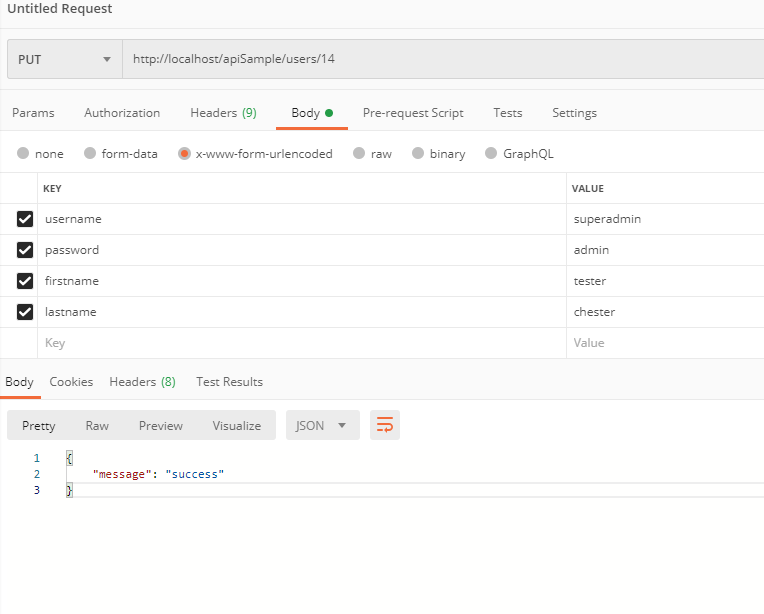 Untitled Request
PUT http://localhost/apiSample/users/14
Params Authorization Headers (9) Body Pre-request Script Tests Settings
none form-data x-www-form-urlencoded raw binary GraphQL
KEY VALUE
username superadmin
password admin
firstname tester
lastname chester
Key Value
Body Cookies Headers (8) Test Results
Pretty Raw Preview Visualize JSON
1 {
2 "message": "success"
3 }